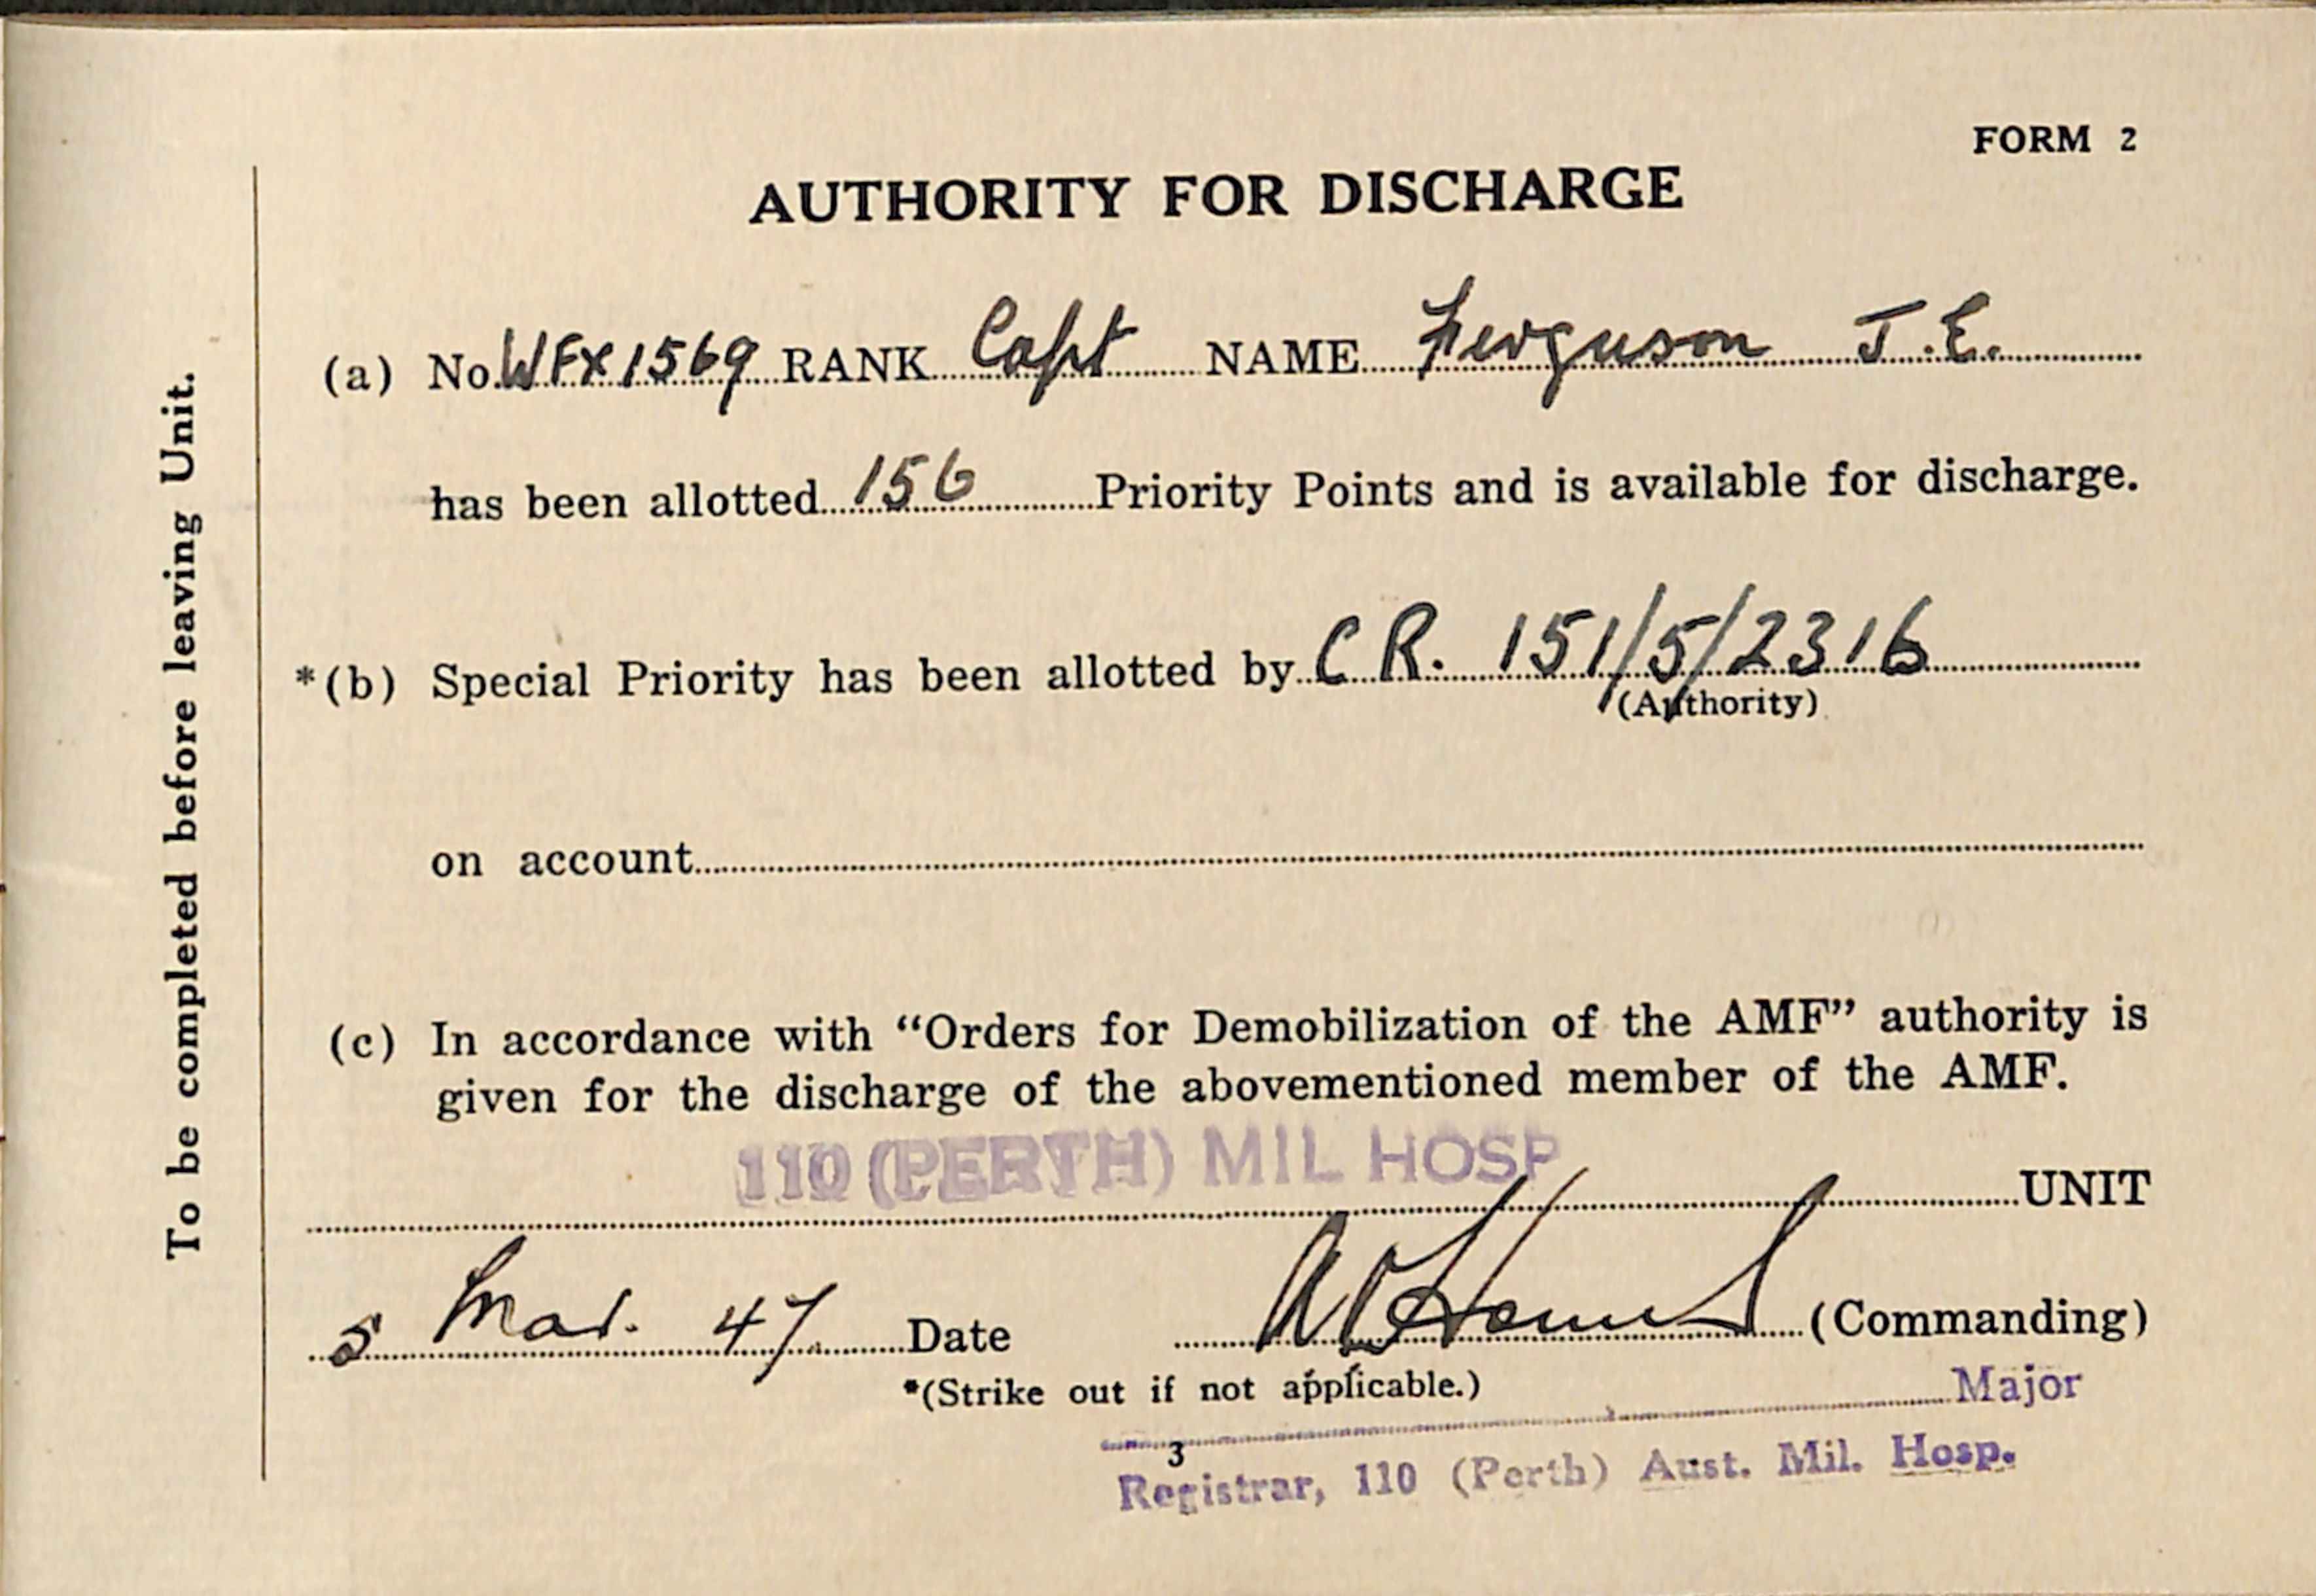 FORM 2
AUTHORITY FOR DISCHARGE
(a) No. WFX1569 RANK Capt NAME Ferguson J.E.
has been allotted 156 Priority Points and is available for discharge.
*(b) Special Priority has been allotted by C R. 151/5/2316
(Authority)
on account
(c) In accordance with “Orders for Demobilization of the AMF” authority is
given for the discharge of the abovementioned member of the AMF.
110 (PERTH) MIL HOSP
UNIT
5 Mar. 47. Date (Commanding)
*(Strike out if not applicable.)
Major
3
Registrar, 110 (Perth) Aust. Mil. Hosp.
To be completed before leaving Unit.